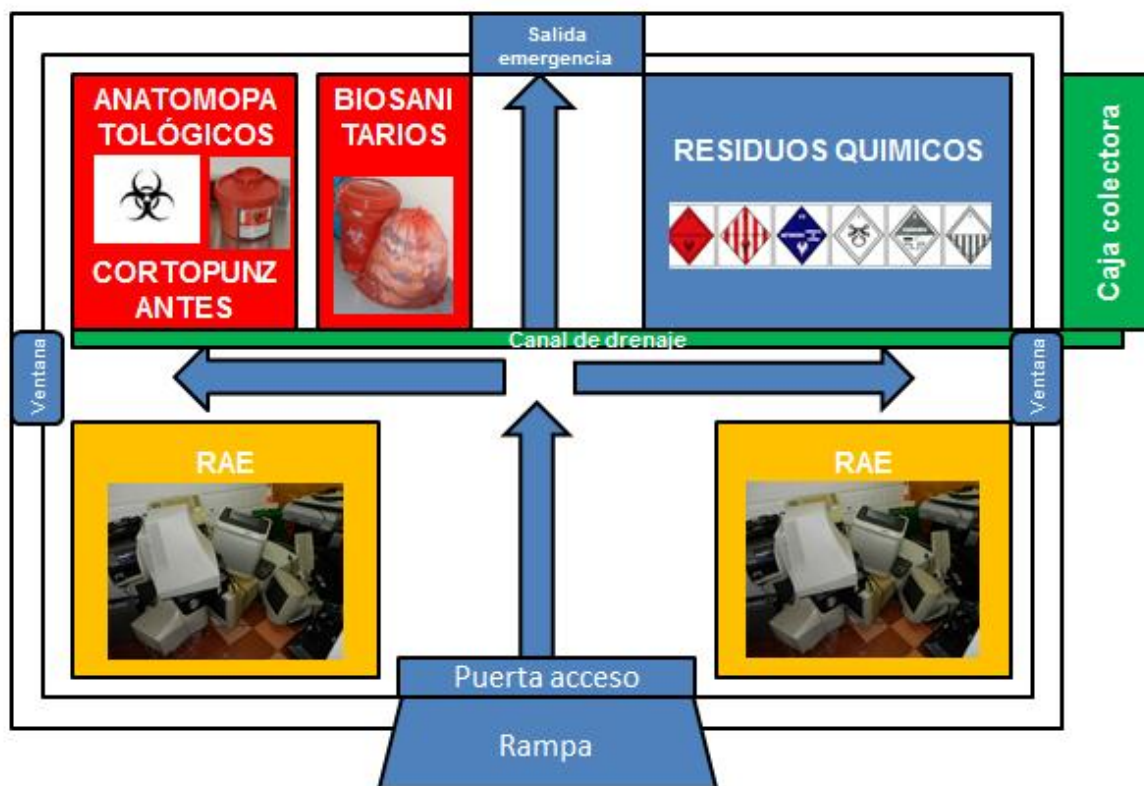 Salida
emergencia
ANATOMOPA
TOLÓGICOS
CORTOPUNZ
ANTES
BIOSANI
TARIOS
RESIDUOS QUIMICOS
Caja colectora
Canal de drenaje
Ventana
Ventana
RAE
RAE
Puerta acceso
Rampa